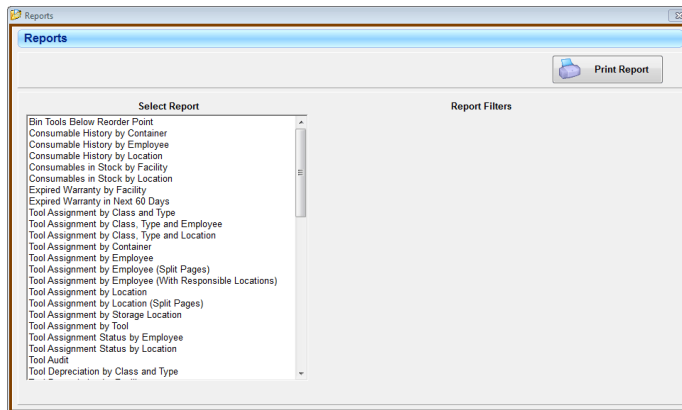 Reports
Reports
Print Report
Select Report
Report Filters
Bin Tools Below Reorder Point
Consumable History by Container
Consumable History by Employee
Consumable History by Location
Consumables in Stock by Facility
Consumables in Stock by Location
Expired Warranty by Facility
Expired Warranty in Next 60 Days
Tool Assignment by Class and Type
Tool Assignment by Class, Type and Employee
Tool Assignment by Class, Type and Location
Tool Assignment by Container
Tool Assignment by Employee
Tool Assignment by Employee (Split Pages)
Tool Assignment by Employee (With Responsible Locations)
Tool Assignment by Location
Tool Assignment by Location (Split Pages)
Tool Assignment by Storage Location
Tool Assignment by Tool
Tool Assignment Status by Employee
Tool Assignment Status by Location
Tool Audit
Tool Depreciation by Class and Type